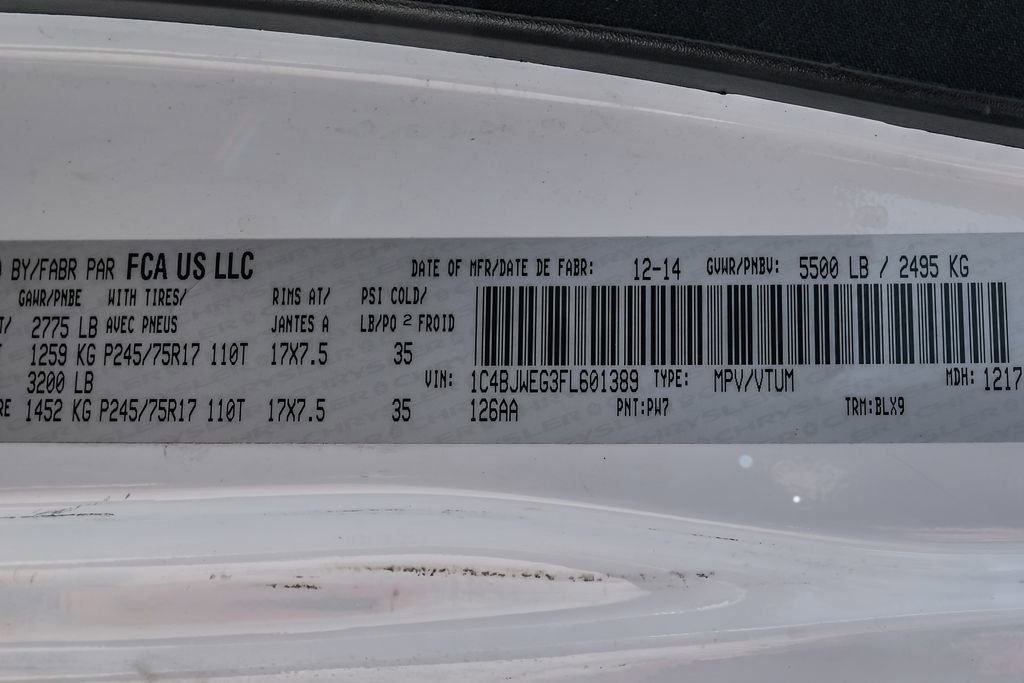 BY/FABR PAR FCA US LLC DATE OF MFR/DATE DE FABR: 12-14 GVWR/PNBV: 5500 LB / 2495 KG
GAWR/PNBE WITH TIRES/ RIMS AT/ PSI COLD/
2775 LB AVEC PNEUS JANTES A LB/PO 2 FROID
1259 KG P245/75R17 110T 17X7.5 35
3200 LB VIN: 1C4BJWEG3FL601389 TYPE: MPV/VTUM MDH: 1217
RE 1452 KG P245/75R17 110T 17X7.5 35 126AA PNT:PW7 TRM:BLX9